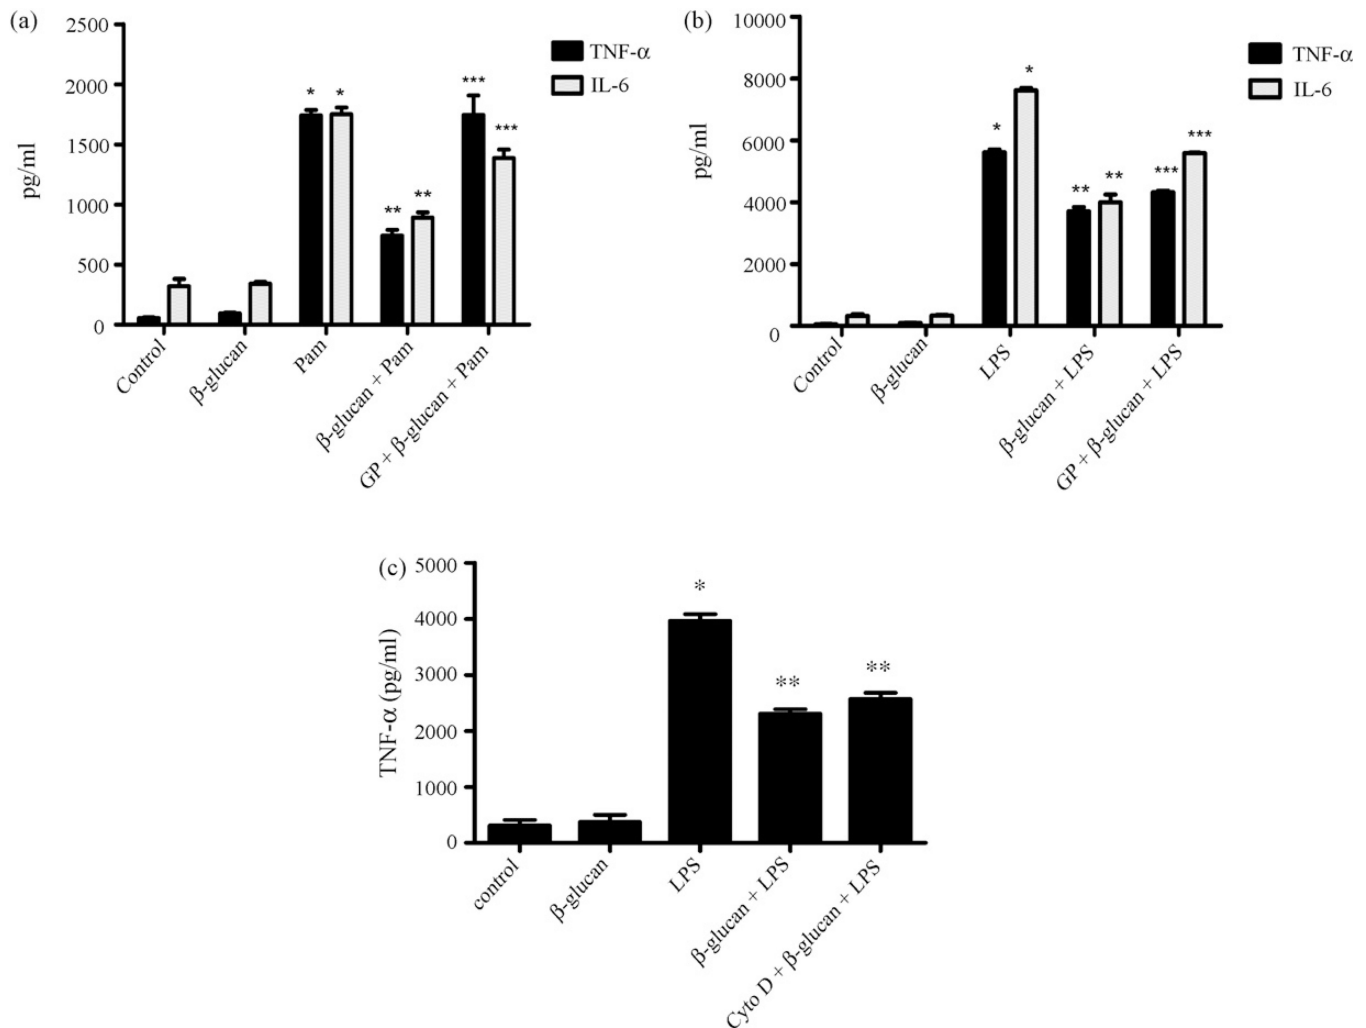 (a)
2500
2000
1500
1000
500
0
pg/ml
TNF-α
IL-6
*
*
**
**
***
***
Control
β-glucan
Pam
β-glucan + Pam
GP + β-glucan + Pam
(b)
10000
8000
6000
4000
2000
0
pg/ml
TNF-α
IL-6
*
*
**
**
***
***
Control
β-glucan
LPS
β-glucan + LPS
GP + β-glucan + LPS
(c)
5000
4000
3000
2000
1000
0
TNF-α (pg/ml)
*
**
**
control
β-glucan
LPS
β-glucan + LPS
Cyto D + β-glucan + LPS